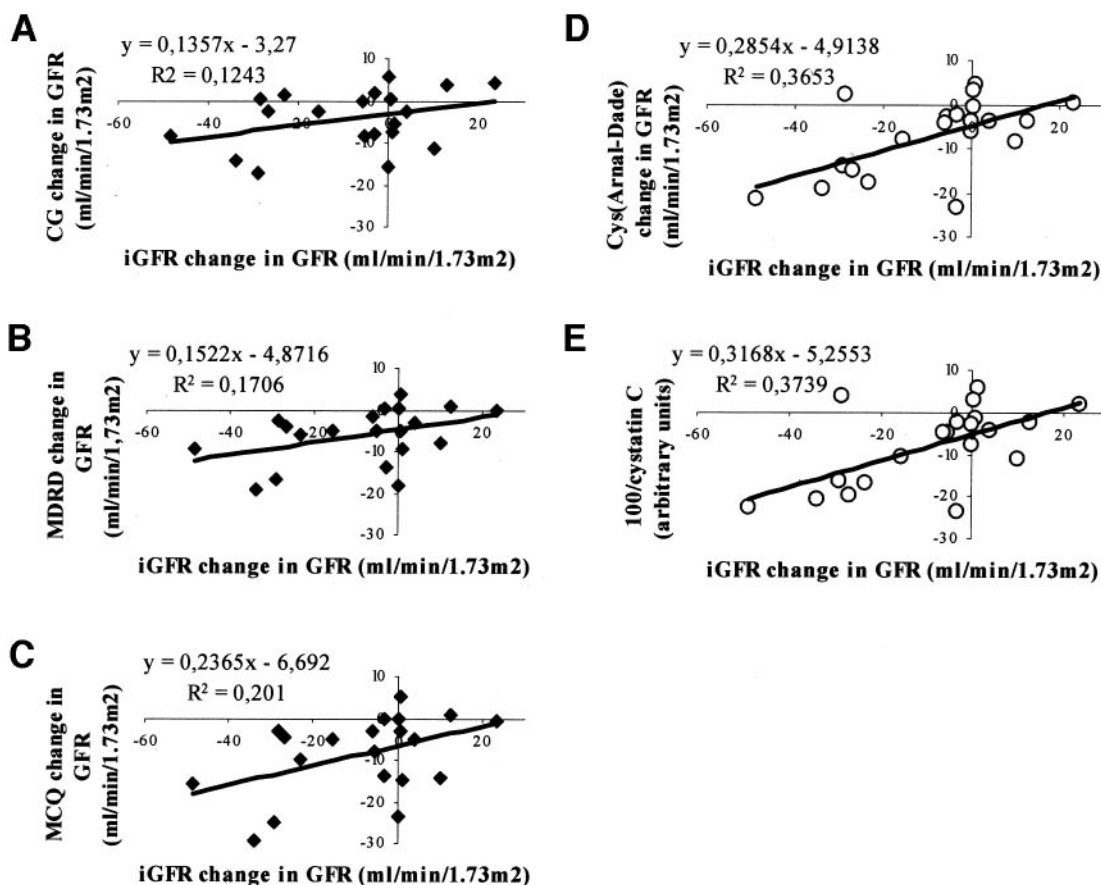 A
y = 0,1357x - 3,27
R2 = 0,1243
CG change in GFR
(ml/min/1.73m2)
10
0
-10
-20
-30
-60
-40
-20
20
iGFR change in GFR (ml/min/1.73m2)
B
y = 0,1522x - 4,8716
R² = 0,1706
MDRD change in
GFR
(ml/min/1,73m2)
10
0
-10
-20
-30
-60
-40
-20
20
iGFR change in GFR (ml/min/1.73m2)
C
y = 0,2365x - 6,692
R² = 0,201
MCQ change in
GFR
(ml/min/1.73m2)
10
0
-10
-20
-30
-60
-40
-20
20
iGFR change in GFR (ml/min/1.73m2)
D
y = 0,2854x - 4,9138
R² = 0,3653
Cys(Arnal-Dade)
change in GFR
(ml/min/1.73m2)
10
0
-10
-20
-30
-60
-40
-20
20
iGFR change in GFR (ml/min/1.73m2)
E
y = 0,3168x - 5,2553
R² = 0,3739
100/cystatin C
(arbitrary units)
10
0
-10
-20
-30
-60
-40
-20
20
iGFR change in GFR (ml/min/1.73m2)